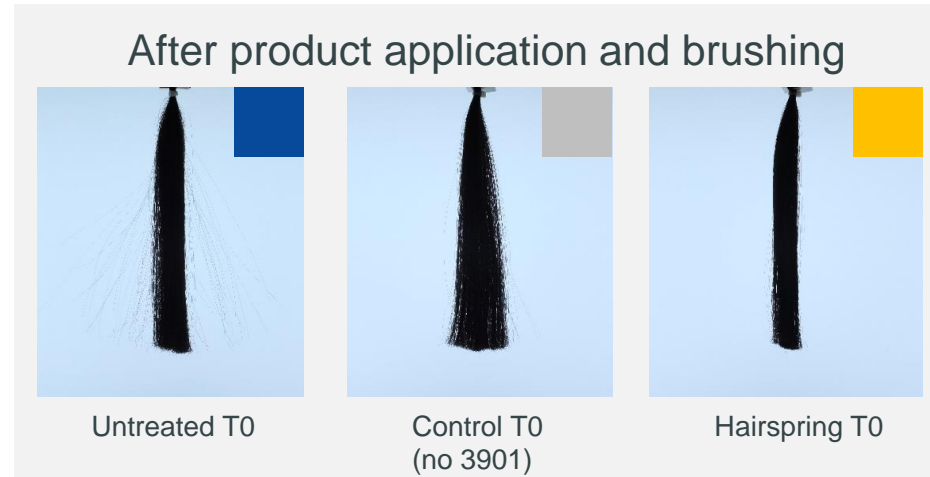 After product application and brushing
Untreated T0
Control T0
(no 3901)
Hairspring T0